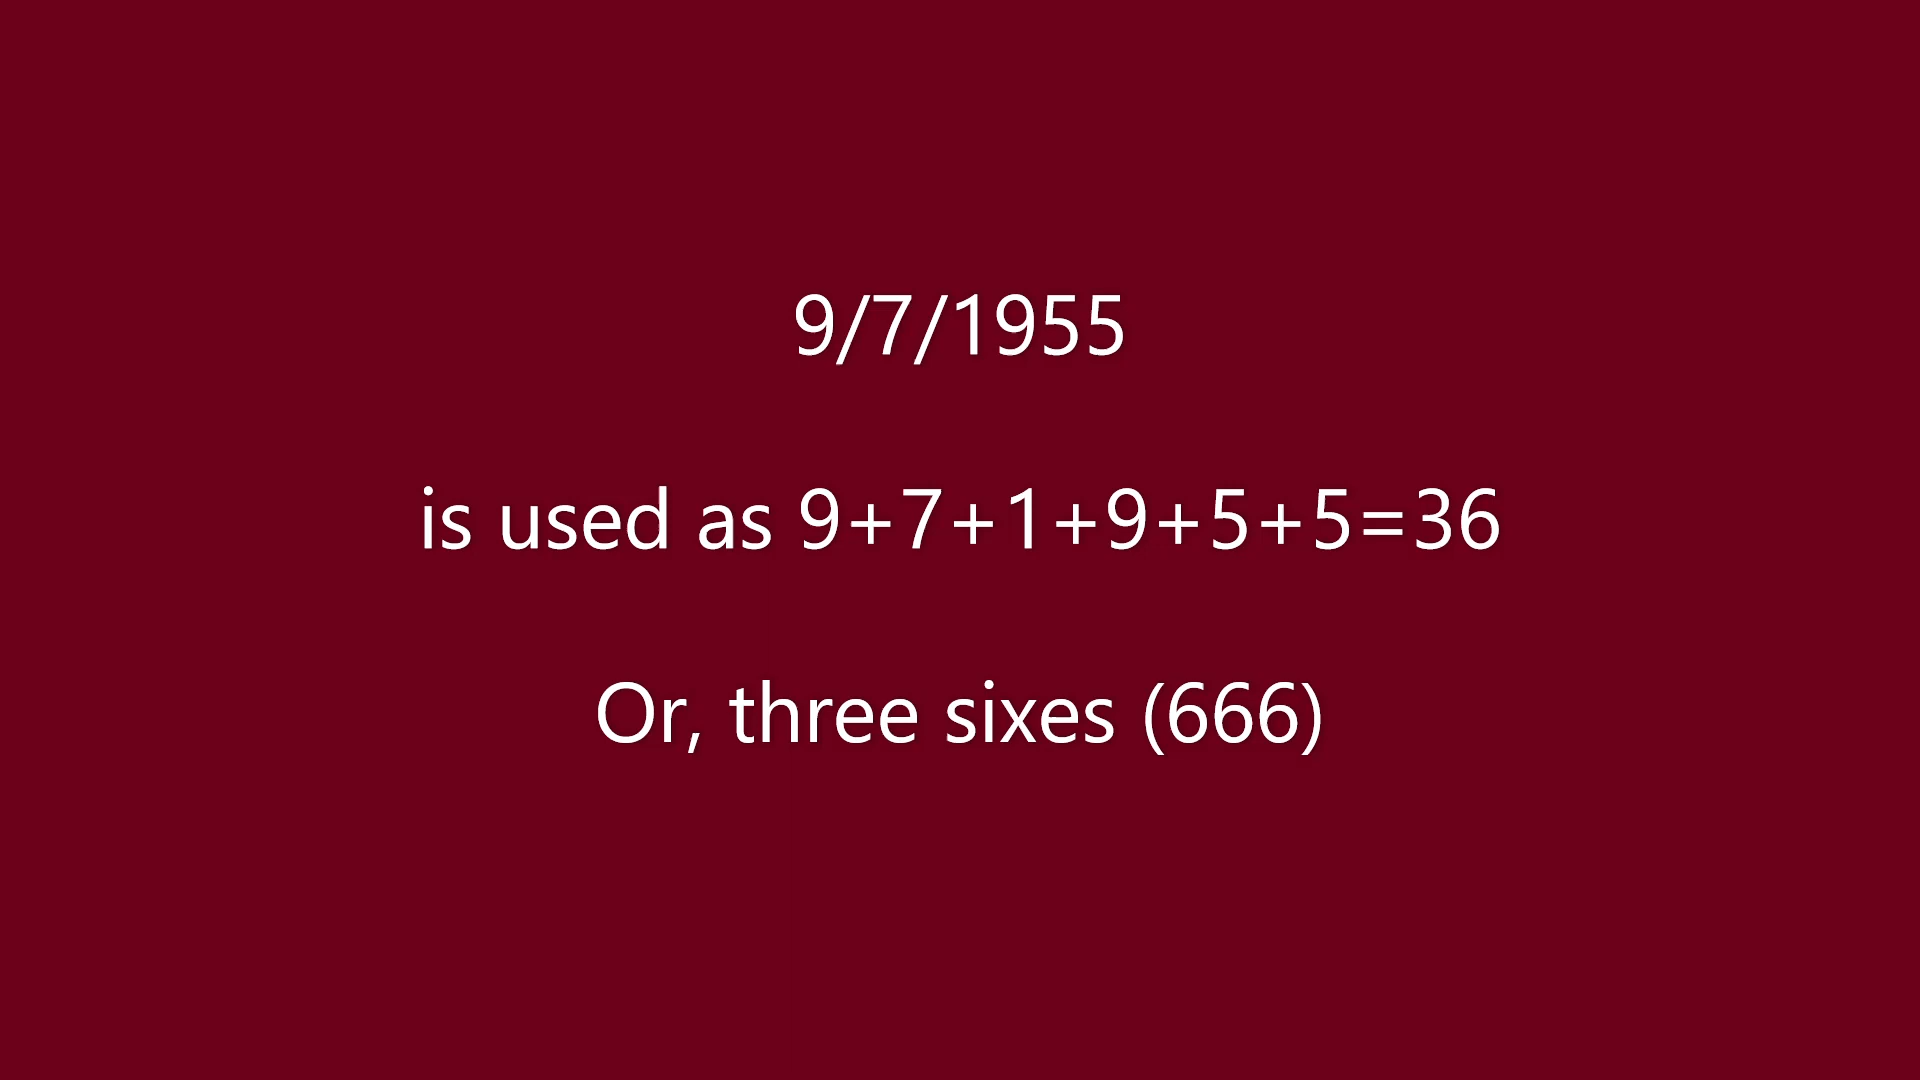 9/7/1955
is used as 9+7+1+9+5+5=36
Or, three sixes (666)